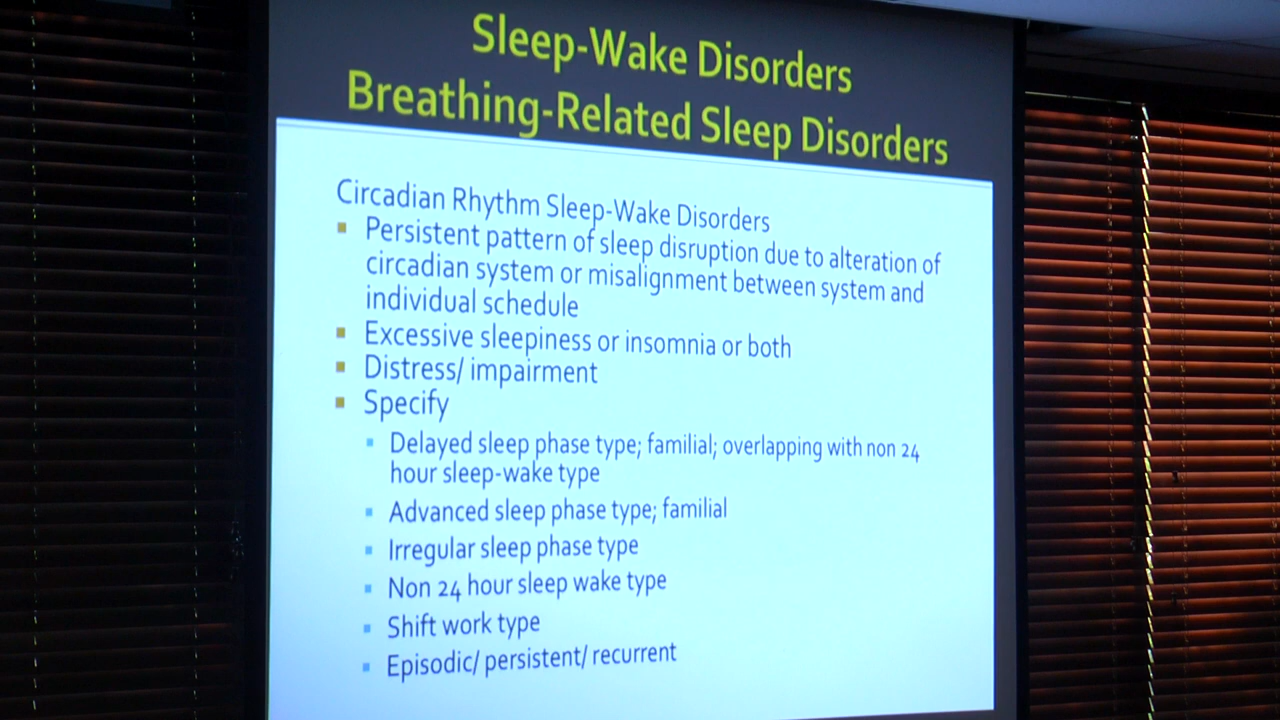 Sleep-Wake Disorders
Breathing-Related Sleep Disorders
Circadian Rhythm Sleep-Wake Disorders
Persistent pattern of sleep disruption due to alteration of
circadian system or misalignment between system and
individual schedule
Excessive sleepiness or insomnia or both
Distress/ impairment
Specify
Delayed sleep phase type; familial; overlapping with non 24
hour sleep-wake type
Advanced sleep phase type; familial
Irregular sleep phase type
Non 24 hour sleep wake type
Shift work type
Episodic/ persistent/ recurrent